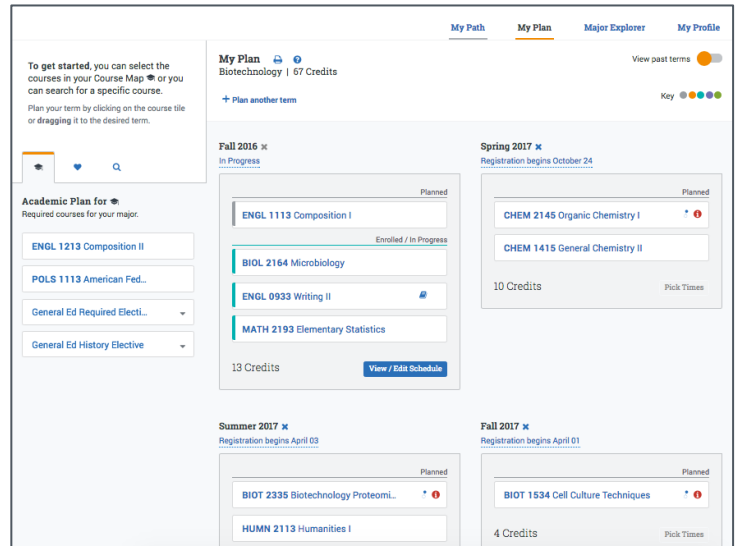 My Path My Plan Major Explorer My Profile
To get started, you can select the
courses in your Course Map or you
can search for a specific course.
Plan your term by clicking on the course tile
or dragging it to the desired term.
Academic Plan for
Required courses for your major.
ENGL 1213 Composition II
POLS 1113 American Fed...
General Ed Required Electi...
General Ed History Elective
My Plan
Biotechnology | 67 Credits
View past terms
+ Plan another term
Key
Fall 2016 ×
In Progress
Planned
ENGL 1113 Composition I
Enrolled / In Progress
BIOL 2164 Microbiology
ENGL 0933 Writing II
MATH 2193 Elementary Statistics
13 Credits
View / Edit Schedule
Spring 2017 ×
Registration begins October 24
Planned
CHEM 2145 Organic Chemistry I
CHEM 1415 General Chemistry II
10 Credits
Pick Times
Summer 2017 ×
Registration begins April 03
Planned
BIOT 2335 Biotechnology Proteomi...
HUMN 2113 Humanities I
Fall 2017 ×
Registration begins April 01
Planned
BIOT 1534 Cell Culture Techniques
4 Credits
Pick Times